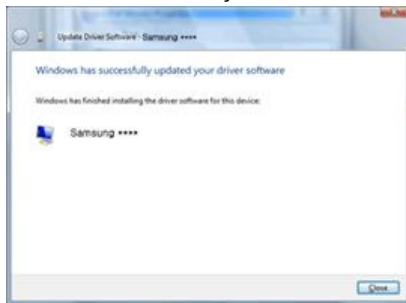 Update Driver Software - Samsung ****
Windows has successfully updated your driver software
Windows has finished installing the driver software for this device:
Samsung ****
Close